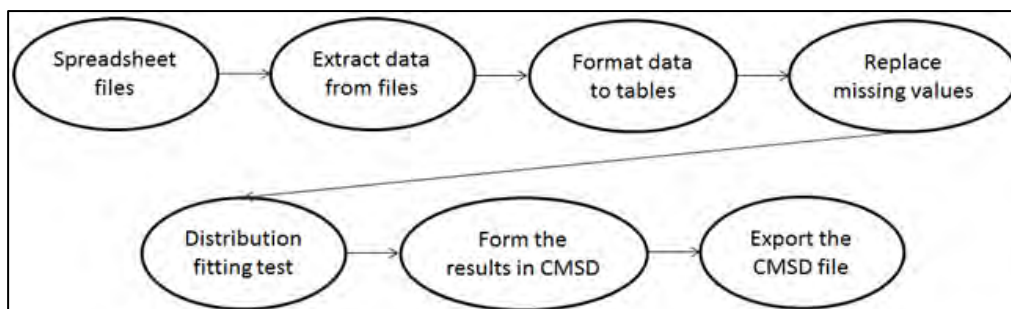 Spreadsheet
files
Extract data
from files
Format data
to tables
Replace
missing values
Distribution
fitting test
Form the
results in CMSD
Export the
CMSD file